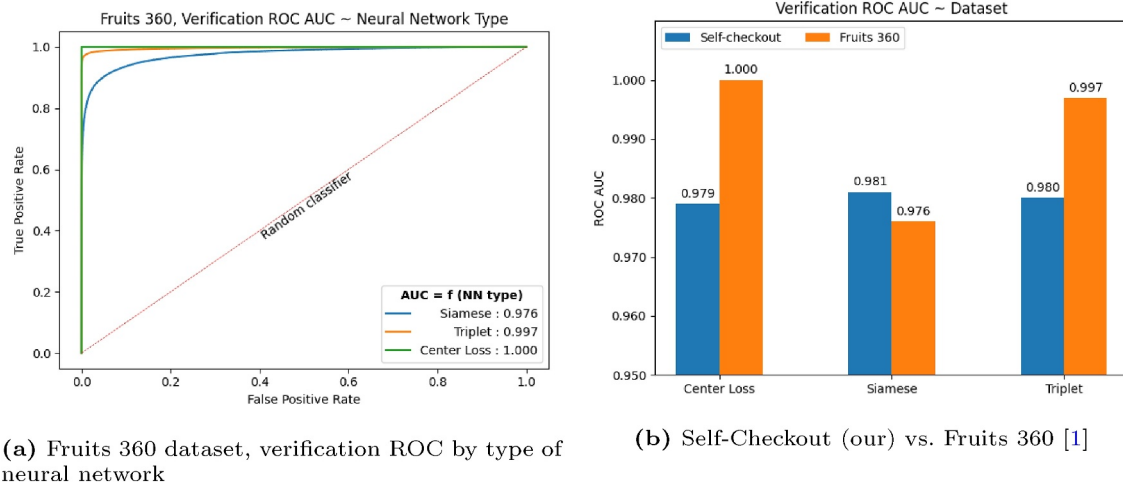 Fruits 360, Verification ROC AUC ~ Neural Network Type
1.0
0.8
0.6
0.4
0.2
0.0
True Positive Rate
Random classifier
AUC = f (NN type)
Siamese : 0.976
Triplet : 0.997
Center Loss : 1.000
0.0 0.2 0.4 0.6 0.8 1.0
False Positive Rate
(a) Fruits 360 dataset, verification ROC by type of
neural network
Verification ROC AUC ~ Dataset
Self-checkout Fruits 360
1.000
0.990
0.980
0.970
0.960
0.950
ROC AUC
0.979 1.000 0.981 0.976 0.980 0.997
Center Loss Siamese Triplet
(b) Self-Checkout (our) vs. Fruits 360 [1]